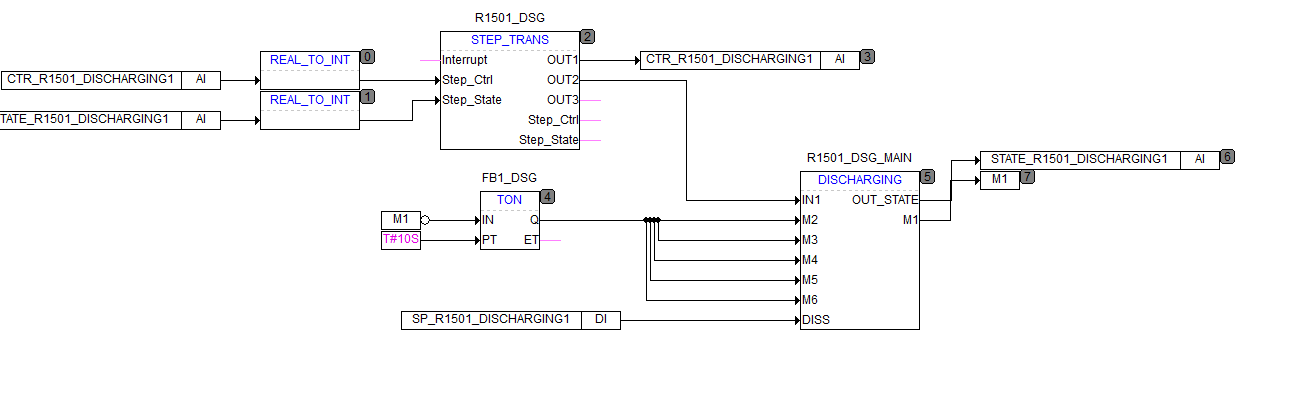 R1501_DSG
STEP_TRANS 2
REAL_TO_INT 0
Interrupt OUT1
CTR_R1501_DISCHARGING1 AI 3
CTR_R1501_DISCHARGING1 AI
Step_Ctrl OUT2
REAL_TO_INT 1
Step_State OUT3
TATE_R1501_DISCHARGING1 AI
Step_Ctrl
Step_State
R1501_DSG_MAIN
STATE_R1501_DISCHARGING1 AI 6
FB1_DSG
DISCHARGING 5
M1 7
TON 4
IN1 OUT_STATE
M1
IN Q
M2 M1
T#10S
PT ET
M3
M4
M5
M6
SP_R1501_DISCHARGING1 DI
DISS